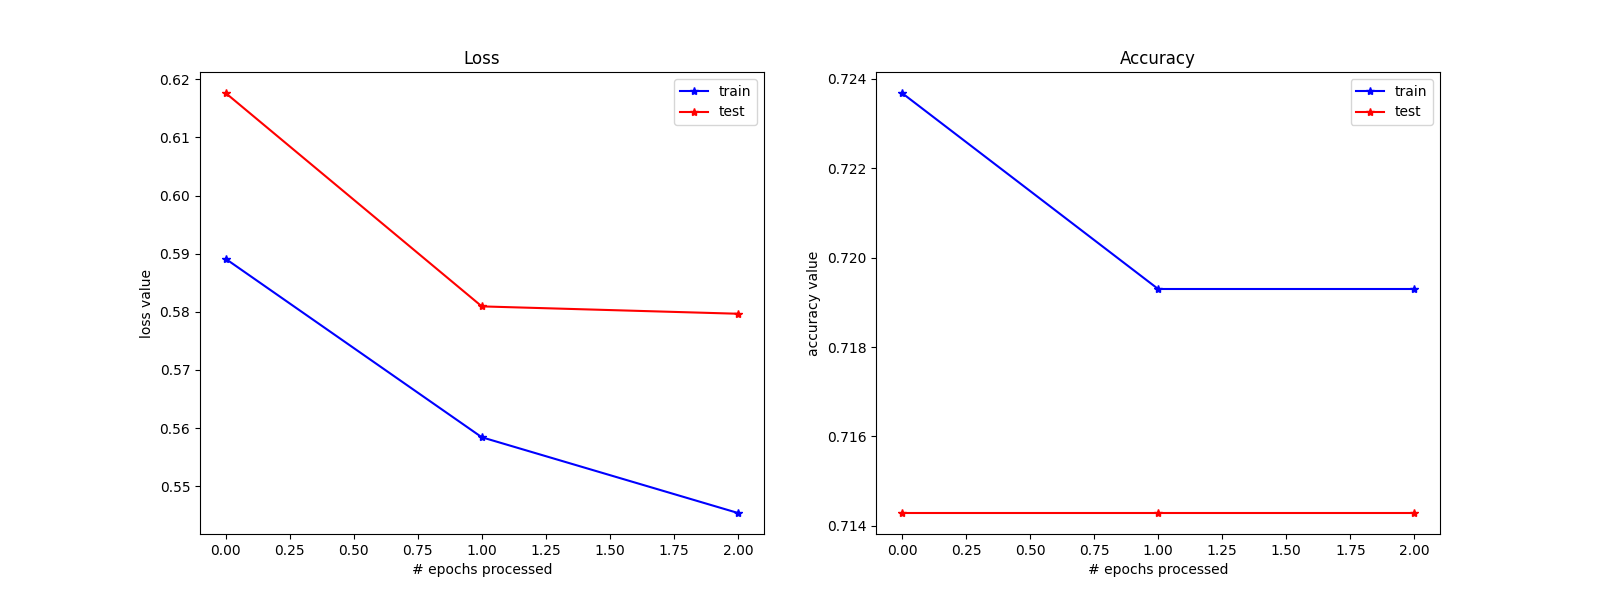 Loss
0.62
0.61
0.60
0.59
0.58
0.57
0.56
0.55
loss value
0.00 0.25 0.50 0.75 1.00 1.25 1.50 1.75 2.00
# epochs processed
train
test
Accuracy
0.724
0.722
0.720
0.718
0.716
0.714
accuracy value
0.00 0.25 0.50 0.75 1.00 1.25 1.50 1.75 2.00
# epochs processed
train
test